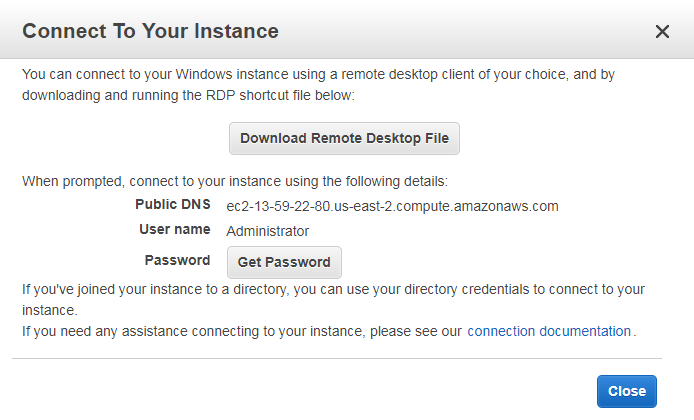 Connect To Your Instance
You can connect to your Windows instance using a remote desktop client of your choice, and by
downloading and running the RDP shortcut file below:
Download Remote Desktop File
When prompted, connect to your instance using the following details:
Public DNS ec2-13-59-22-80.us-east-2.compute.amazonaws.com
User name Administrator
Password Get Password
If you've joined your instance to a directory, you can use your directory credentials to connect to your
instance.
If you need any assistance connecting to your instance, please see our connection documentation.
Close